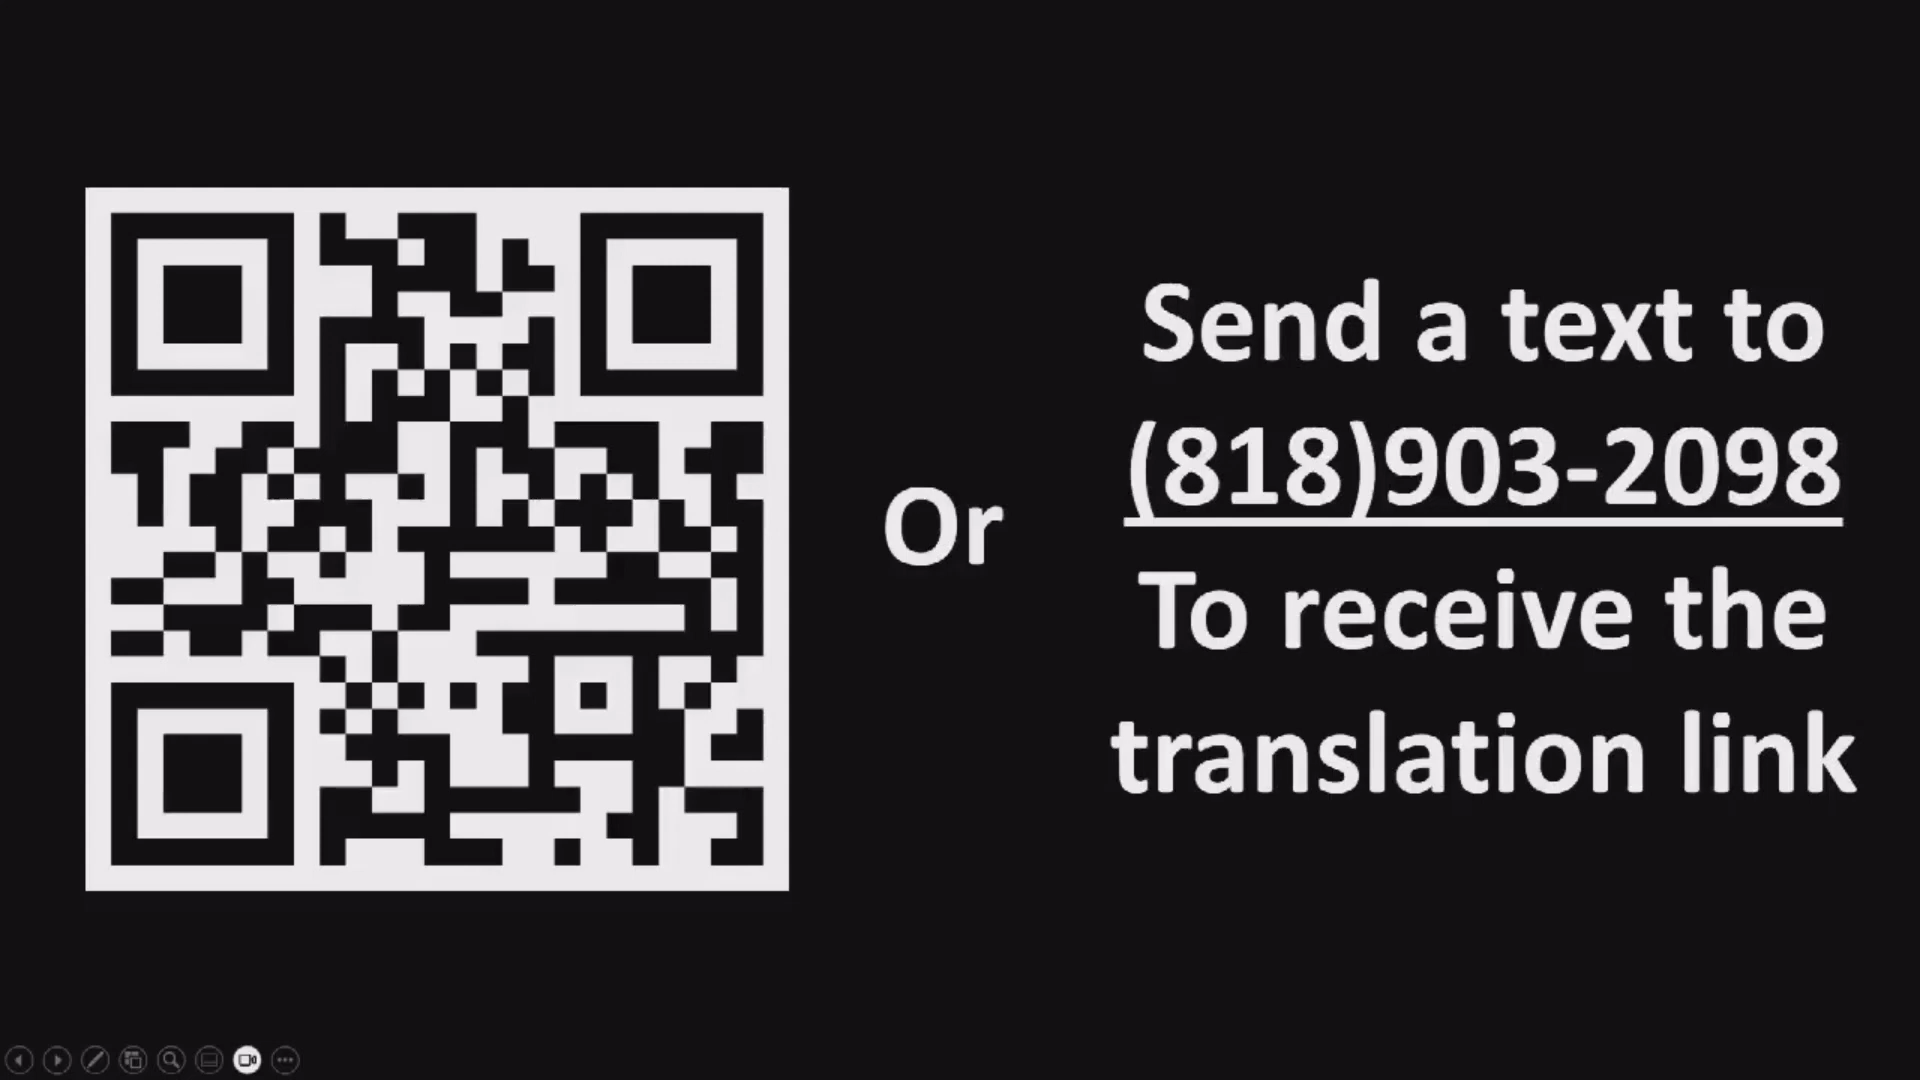 Or
Send a text to
(818)903-2098
To receive the
translation link